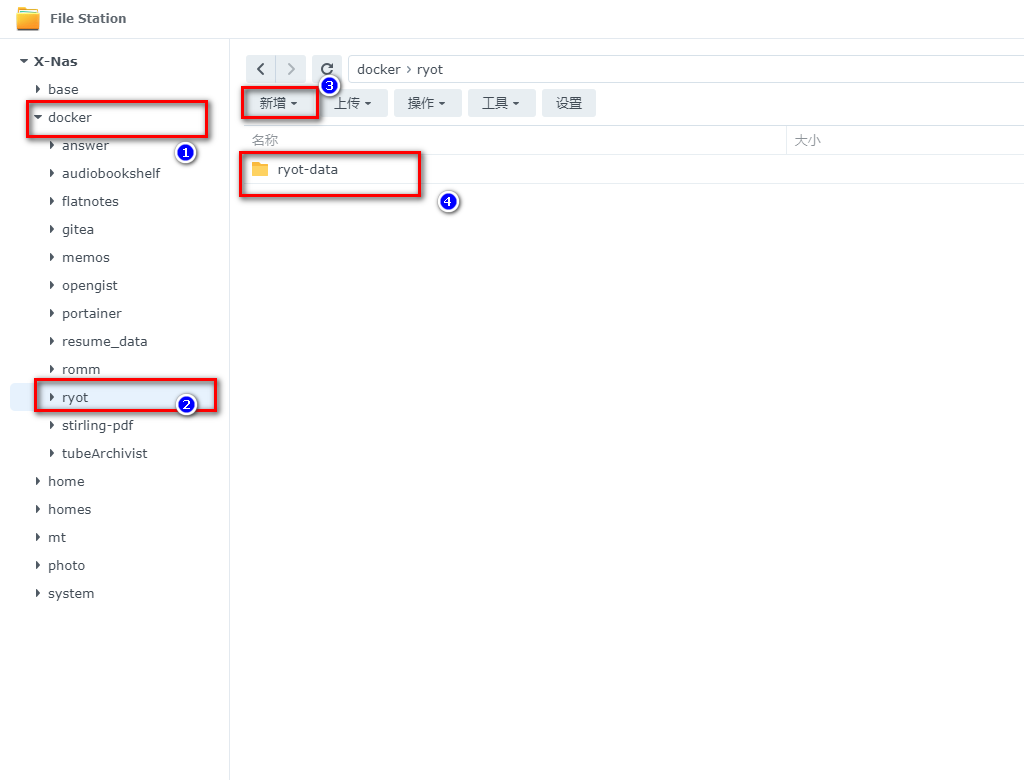 File Station
X-Nas
base
docker
answer
audiobookshelf
flatnotes
gitea
memos
opengist
portainer
resume_data
romm
ryot
stirling-pdf
tubeArchivist
home
homes
mt
photo
system
1
2
docker › ryot
3
新增 上传 操作 工具 设置
名称 大小
ryot-data
4